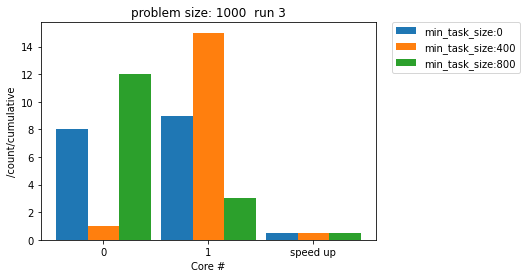 problem size: 1000  run 3
min_task_size:0
min_task_size:400
min_task_size:800
/count/cumulative
14
12
10
8
6
4
2
0
0 1 speed up
Core #